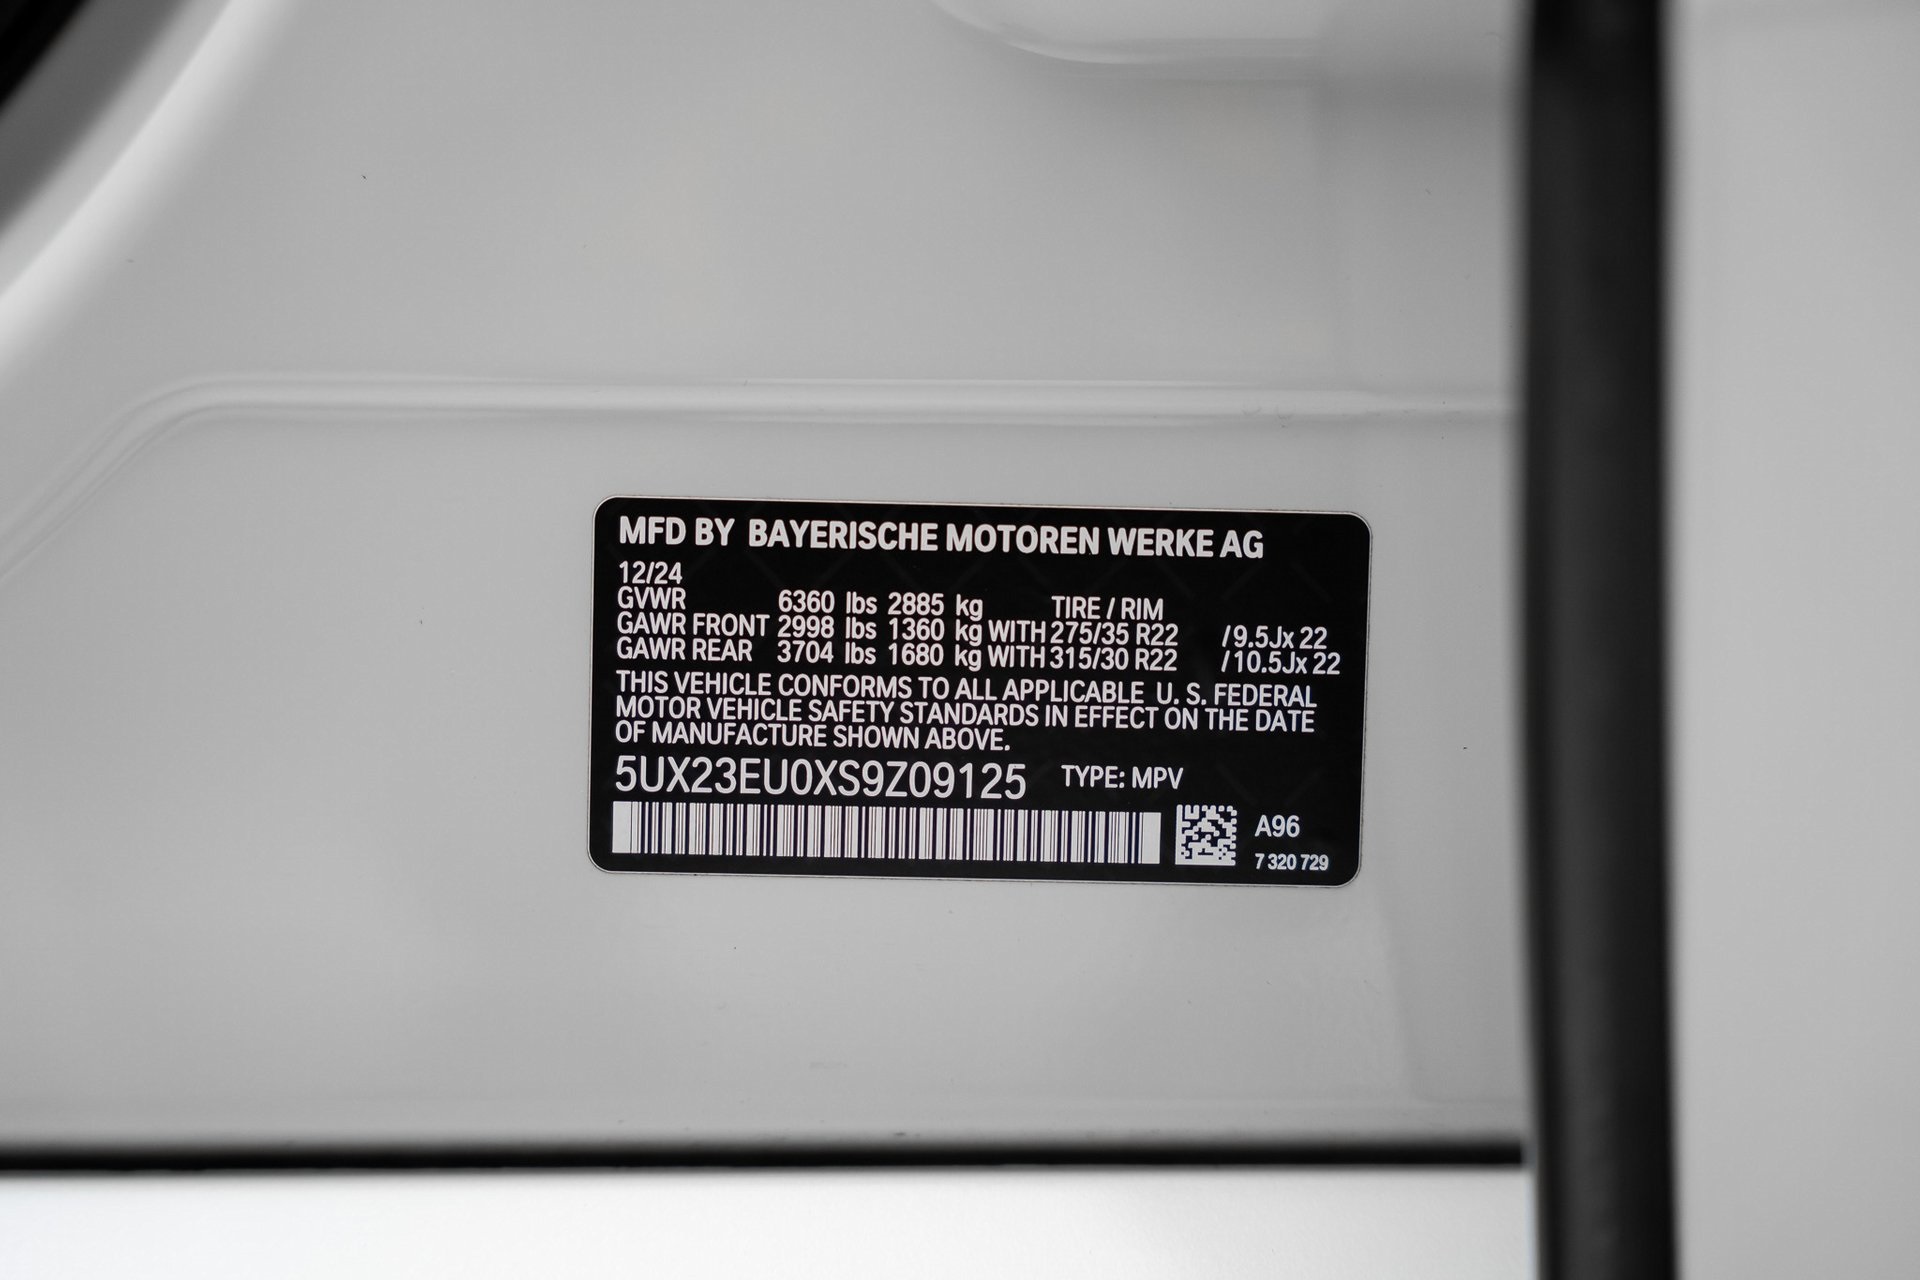 MFD BY BAYERISCHE MOTOREN WERKE AG
12/24
GVWR 6360 lbs 2885 kg TIRE / RIM
GAWR FRONT 2998 lbs 1360 kg WITH 275/35 R22 /9.5Jx 22
GAWR REAR 3704 lbs 1680 kg WITH 315/30 R22 /10.5Jx 22
THIS VEHICLE CONFORMS TO ALL APPLICABLE U. S. FEDERAL
MOTOR VEHICLE SAFETY STANDARDS IN EFFECT ON THE DATE
OF MANUFACTURE SHOWN ABOVE.
5UX23EU0XS9Z09125 TYPE: MPV
A96
7 320 729